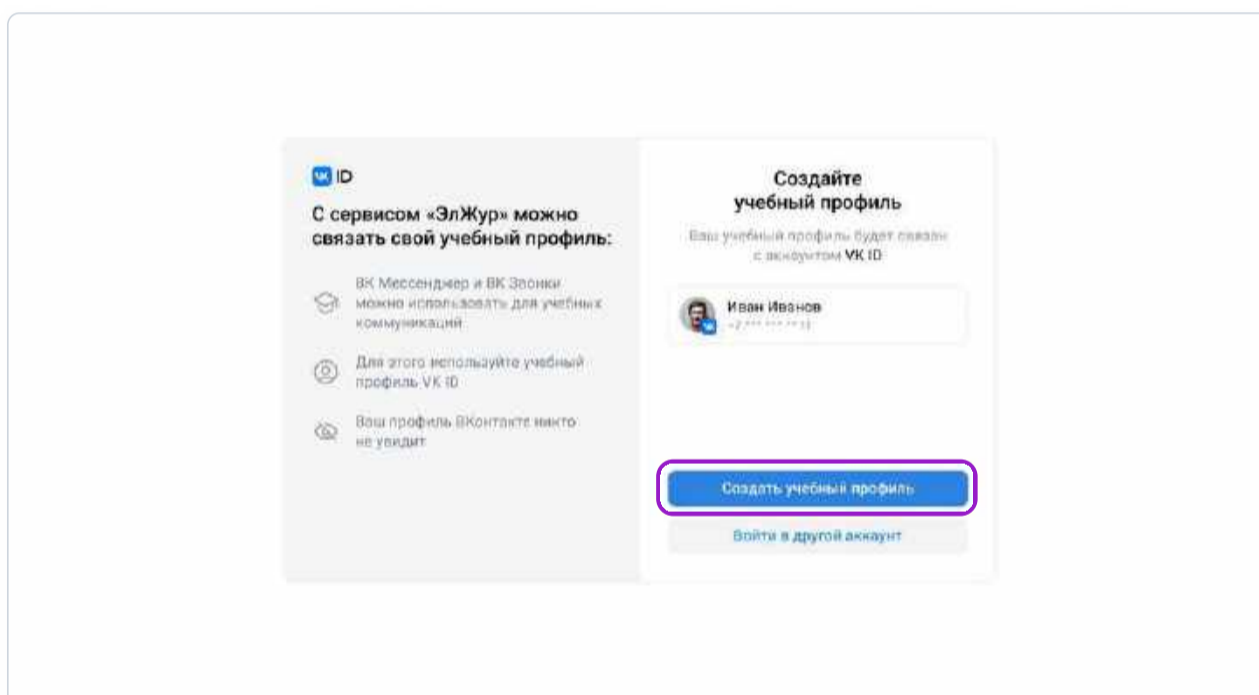 VK ID
С сервисом «ЭлЖур» можно
связать свой учебный профиль:
ВК Мессенджер и ВК Звонки
можно использовать для учебных
коммуникаций
Для этого используйте учебный
профиль VK ID
Ваш профиль ВКонтакте никто
не увидит
Создайте
учебный профиль
Ваш учебный профиль будет связан
с аккаунтом VK ID
Иван Иванов
+7 *** *** **
Создать учебный профиль
Войти в другой аккаунт